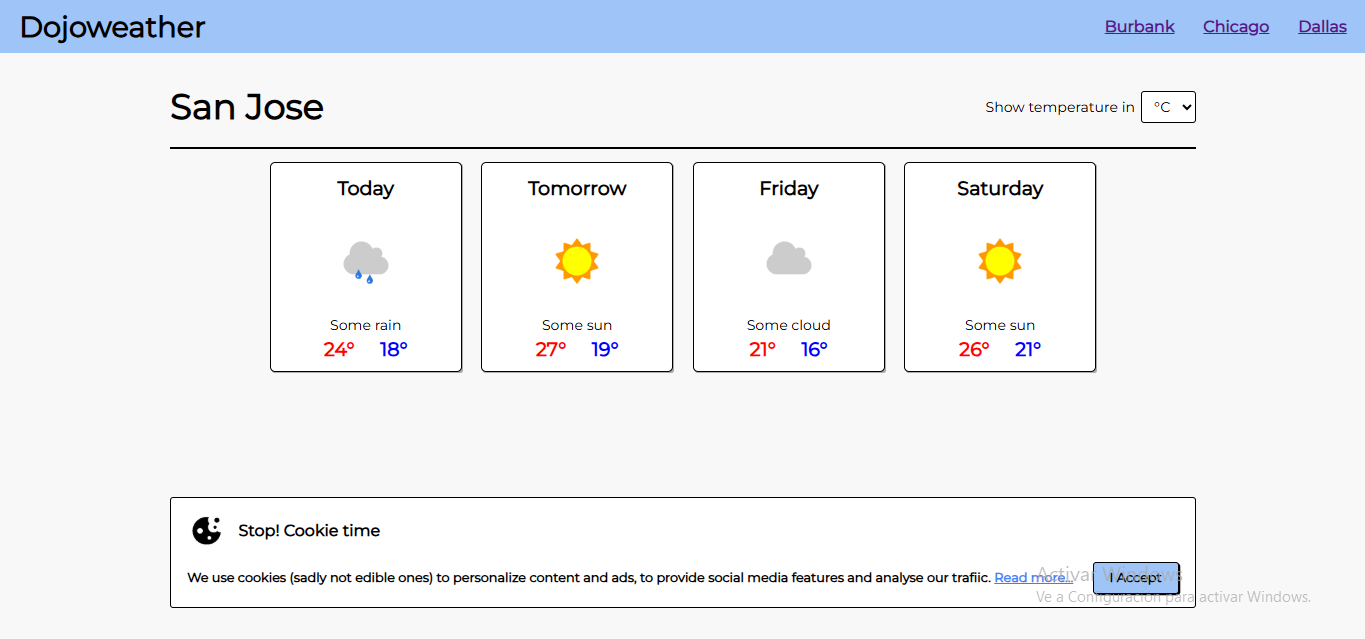 Dojoweather Burbank Chicago Dallas
San Jose Show temperature in °C
Today Tomorrow Friday Saturday
Some rain Some sun Some cloud Some sun
24° 18° 27° 19° 21° 16° 26° 21°
Stop! Cookie time
We use cookies (sadly not edible ones) to personalize content and ads, to provide social media features and analyse our trafiic. Read more... I Accept
Activar Windows
Ve a Configuración para activar Windows.